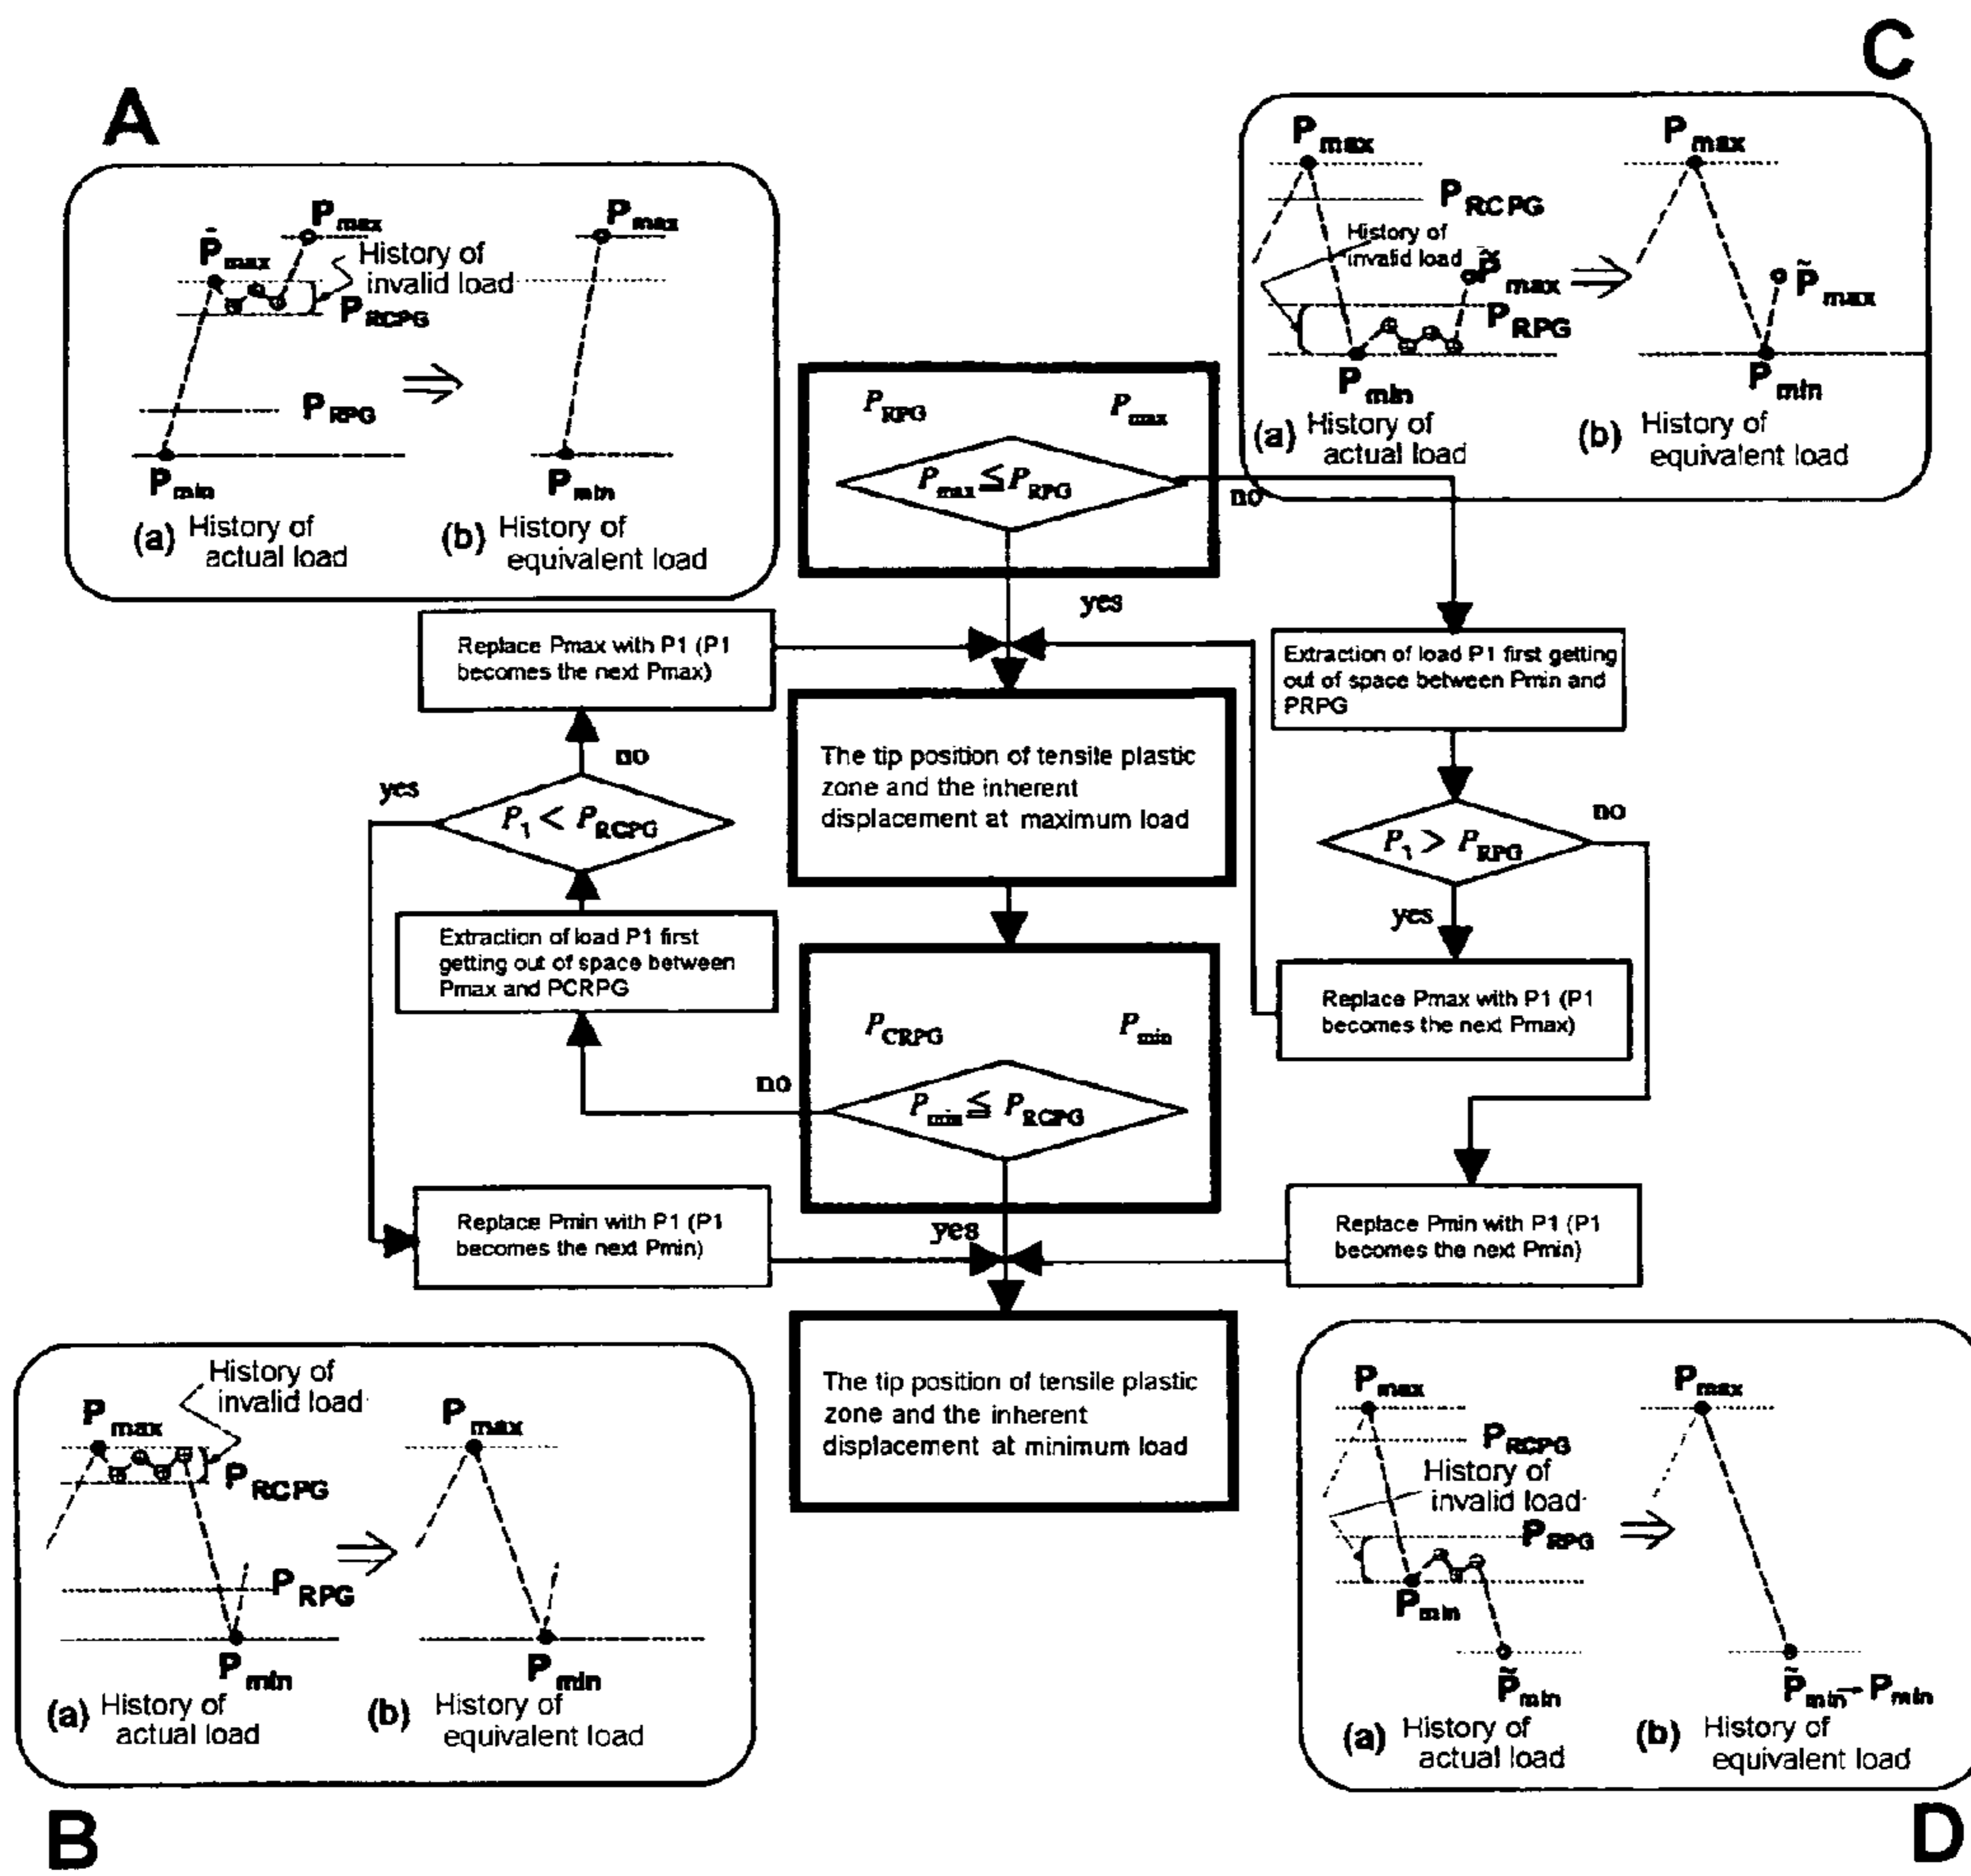 A
P̄max
Pmax
History of
invalid load
PRCPG
PRPG
Pmin
(a) History of
actual load
Pmax
Pmin
(b) History of
equivalent load
C
Pmax
PRCPG
History of
invalid load
P̃max
PRPG
Pmin
(a) History of
actual load
Pmax
P̃max
Pmin
(b) History of
equivalent load
PRPG Pmax
Pmax ≦ PRPG
no
yes
Replace Pmax with P1 (P1
becomes the next Pmax)
no
yes
P1 < PRCPG
Extraction of load P1 first
getting out of space between
Pmax and PCRPG
The tip position of tensile plastic
zone and the inherent
displacement at maximum load
Extraction of load P1 first getting
out of space between Pmin and
PRPG
no
P1 > PRPG
yes
Replace Pmax with P1 (P1
becomes the next Pmax)
PCRPG Pmin
no
Pmin ≦ PRCPG
yes
Replace Pmin with P1 (P1
becomes the next Pmin)
Replace Pmin with P1 (P1
becomes the next Pmin)
The tip position of tensile plastic
zone and the inherent
displacement at minimum load
History of
invalid load
Pmax
PRCPG
PRPG
Pmin
(a) History of
actual load
Pmax
Pmin
(b) History of
equivalent load
B
Pmax
PRCPG
History of
invalid load
PRPG
Pmin
P̃min
(a) History of
actual load
Pmax
P̃min→Pmin
(b) History of
equivalent load
D